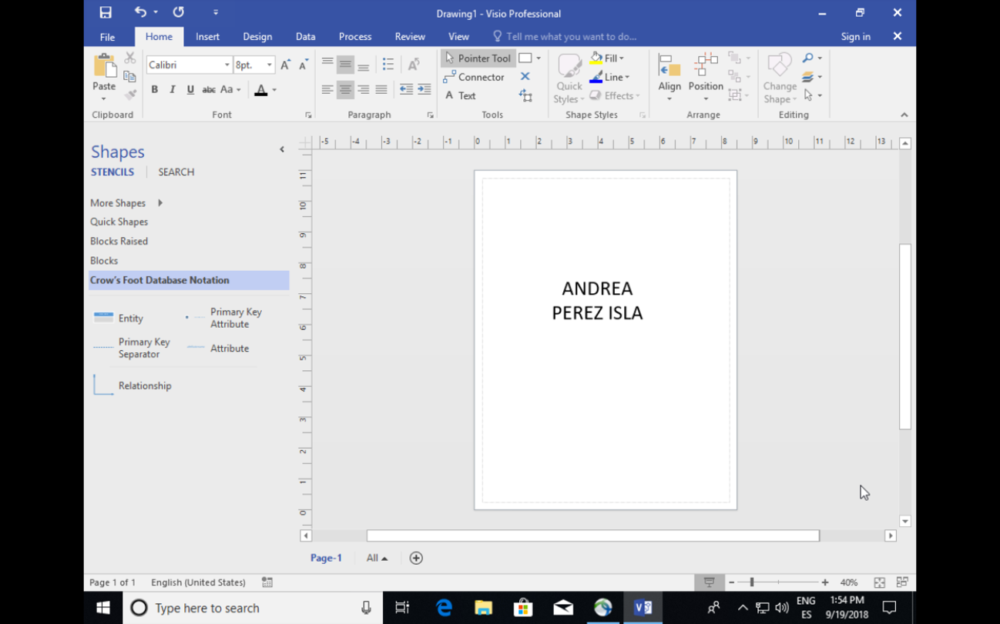 Drawing1 - Visio Professional
File Home Insert Design Data Process Review View Tell me what you want to do... Sign in
Paste
Clipboard
Calibri 8pt. A A
B I U abc Aa A
Font
Paragraph
Pointer Tool
Connector
A Text
Tools
Quick Styles
Fill
Line
Effects
Shape Styles
Align
Position
Arrange
Change Shape
Editing
Shapes
STENCILS SEARCH
More Shapes
Quick Shapes
Blocks Raised
Blocks
Crow's Foot Database Notation
Entity
Primary Key Attribute
Primary Key Separator
Attribute
Relationship
-5 -4 -3 -2 -1 0 1 2 3 4 5 6 7 8 9 10 11 12 13
11
10
9
8
7
6
5
4
3
2
1
0
ANDREA
PEREZ ISLA
Page-1 All
Page 1 of 1 English (United States) 40%
Type here to search
ENG
ES
1:54 PM
9/19/2018